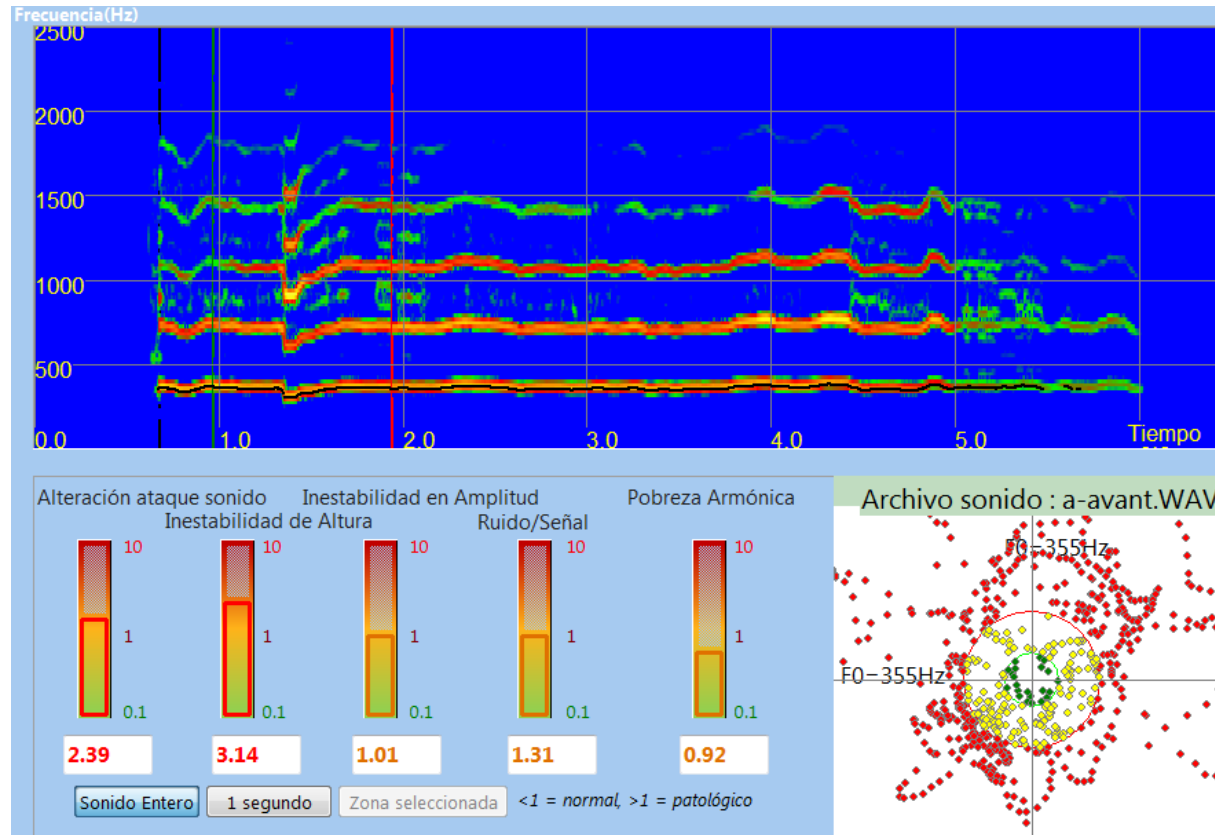 Frecuencia(Hz)
2500
2000
1500
1000
500
0.0 1.0 2.0 3.0 4.0 5.0 Tiempo
Alteración ataque sonido Inestabilidad en Amplitud Pobreza Armónica
Inestabilidad de Altura Ruido/Señal
10 10 10 10 10
1 1 1 1 1
0.1 0.1 0.1 0.1 0.1
2.39 3.14 1.01 1.31 0.92
Sonido Entero 1 segundo Zona seleccionada <1 = normal, >1 = patológico
Archivo sonido : a-avant.WAV
F0-355Hz
F0-355Hz